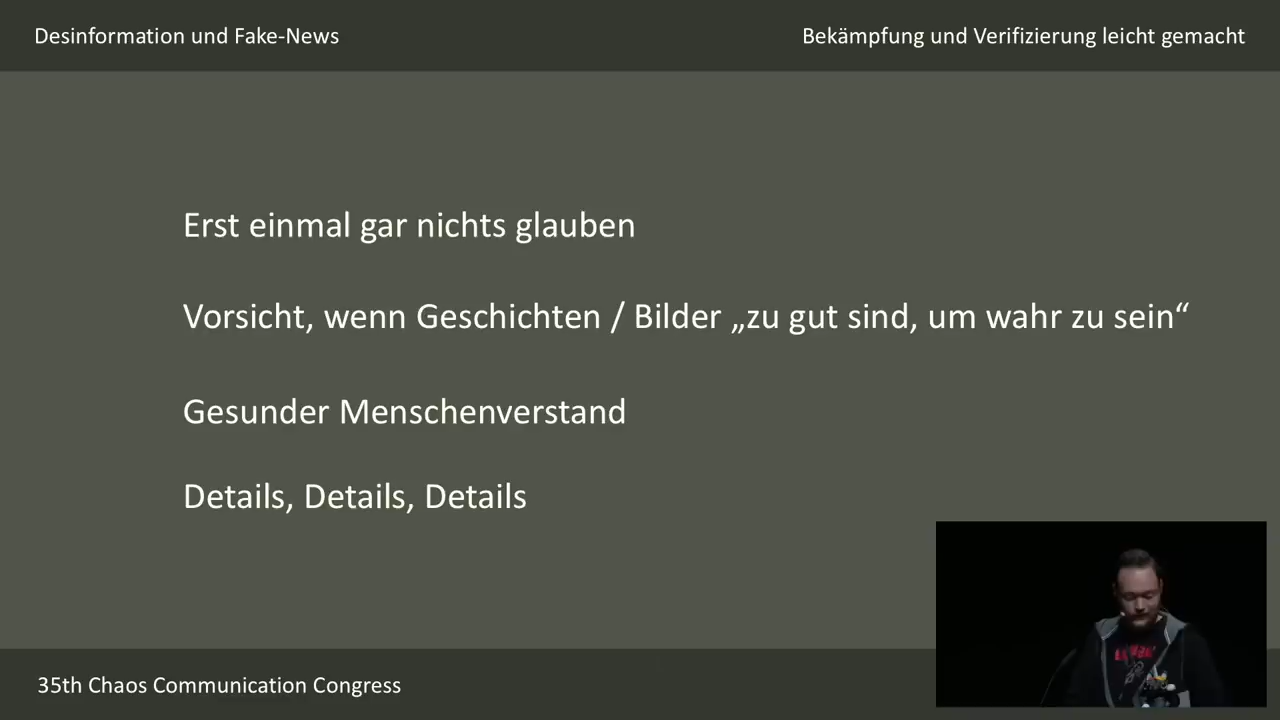 Desinformation und Fake-News
Bekämpfung und Verifizierung leicht gemacht
Erst einmal gar nichts glauben
Vorsicht, wenn Geschichten / Bilder „zu gut sind, um wahr zu sein“
Gesunder Menschenverstand
Details, Details, Details
35th Chaos Communication Congress